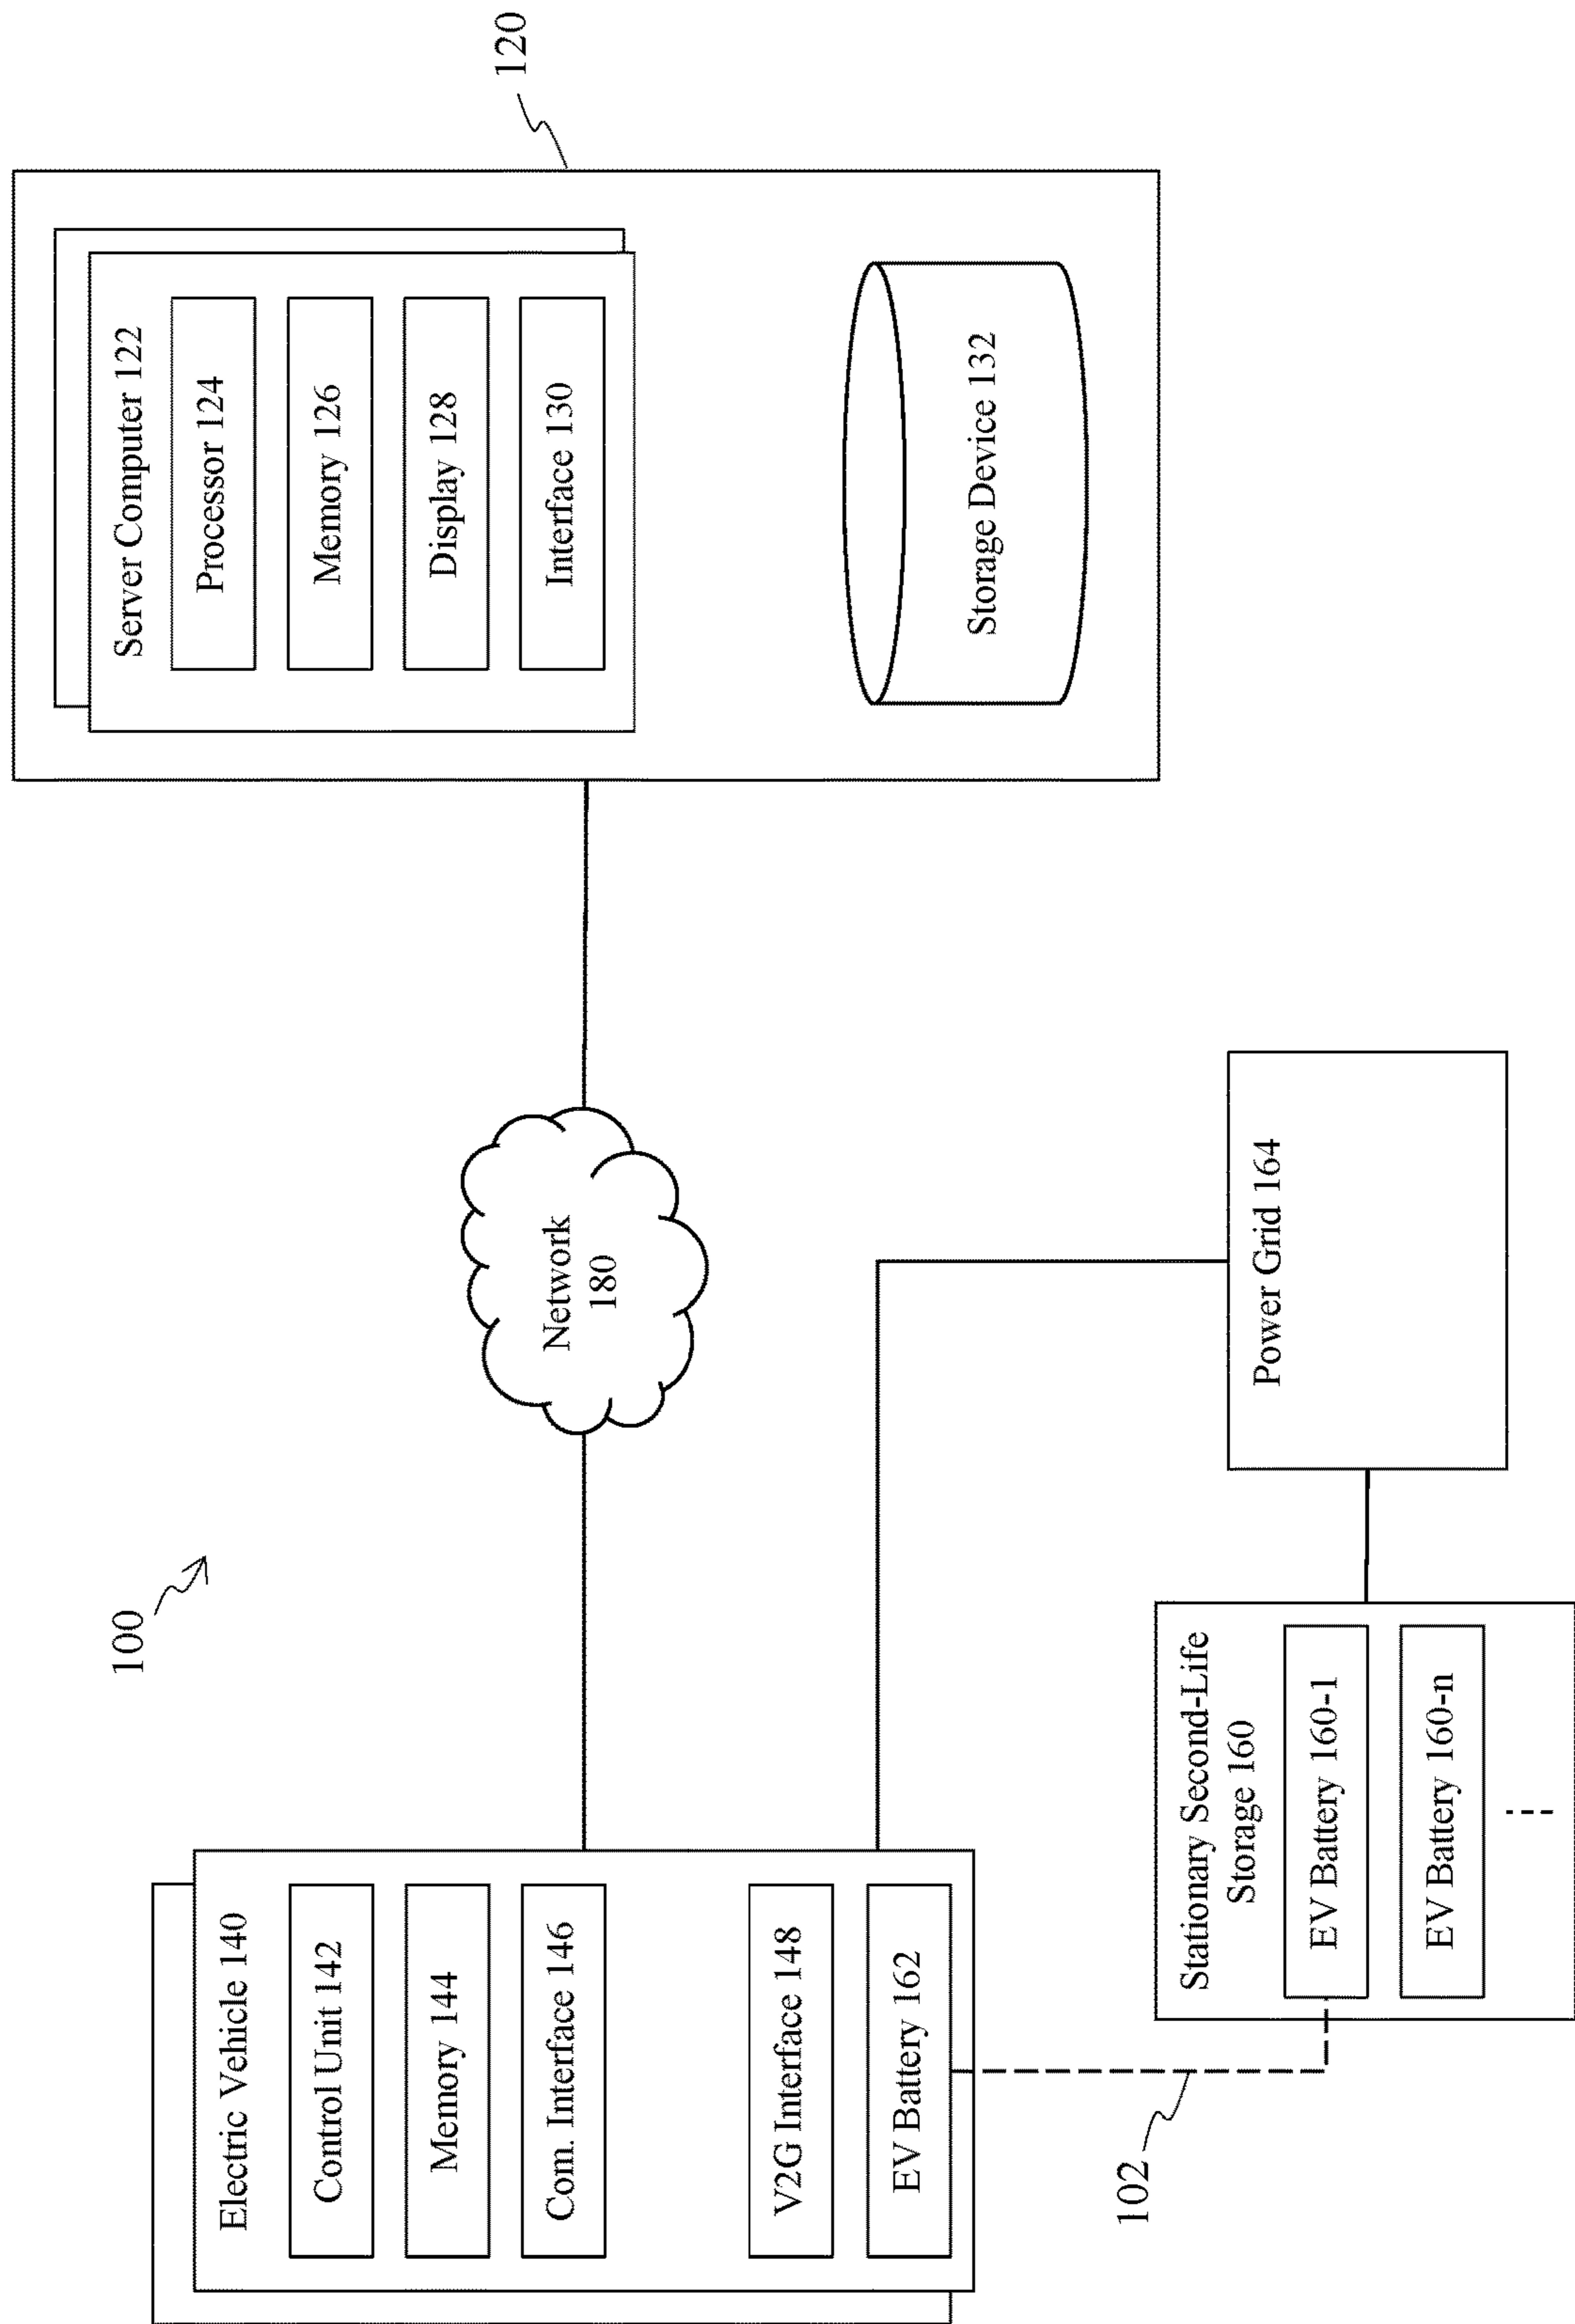 100
Electric Vehicle 140
Control Unit 142
Memory 144
Com. Interface 146
V2G Interface 148
EV Battery 162
102
Network
180
Server Computer 122
Processor 124
Memory 126
Display 128
Interface 130
Storage Device 132
120
Stationary Second-Life
Storage 160
EV Battery 160-1
EV Battery 160-n
Power Grid 164